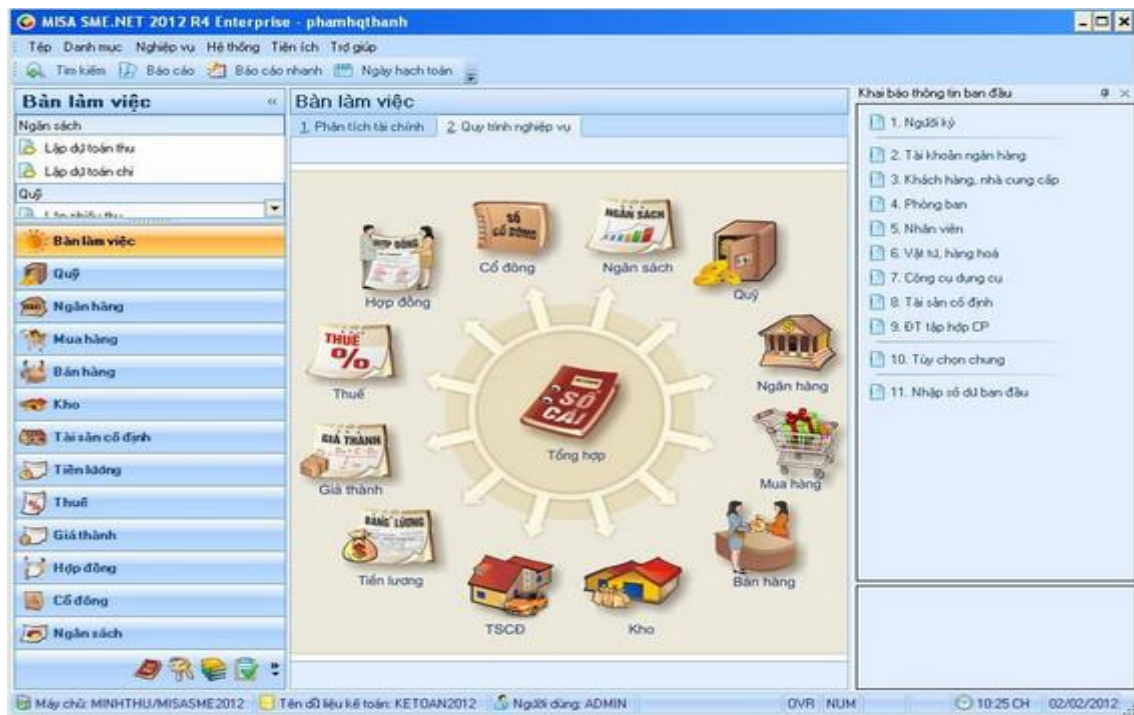 MISA SME.NET 2012 R4 Enterprise - phamhqthanh
Tệp Danh mục Nghiệp vụ Hệ thống Tiện ích Trợ giúp
Tìm kiếm Báo cáo Báo cáo nhanh Ngày hạch toán
Bàn làm việc
Ngân sách
Lập dự toán thu
Lập dự toán chi
Quỹ
Lập phiếu thu
Bàn làm việc
Quỹ
Ngân hàng
Mua hàng
Bán hàng
Kho
Tài sản cố định
Tiền lương
Thuế
Giá thành
Hợp đồng
Cổ đông
Ngân sách
Bàn làm việc
1. Phân tích tài chính 2. Quy trình nghiệp vụ
HỢP ĐỒNG
Hợp đồng
SỔ CỔ ĐÔNG
Cổ đông
NGÂN SÁCH
Ngân sách
Quỹ
THUẾ %
Thuế
Ngân hàng
SỔ CÁI
Tổng hợp
GIÁ THÀNH
Giá thành
Mua hàng
BẢNG LƯƠNG
Tiền lương
TSCĐ
Kho
Bán hàng
Khai báo thông tin ban đầu
1. Người ký
2. Tài khoản ngân hàng
3. Khách hàng, nhà cung cấp
4. Phòng ban
5. Nhân viên
6. Vật tư, hàng hoá
7. Công cụ dụng cụ
8. Tài sản cố định
9. ĐT tập hợp CP
10. Tùy chọn chung
11. Nhập số dư ban đầu
Máy chủ: MINHTHU/MISASME2012 Tên dữ liệu kế toán: KETOAN2012 Người dùng: ADMIN OVR NUM 10:25 CH 02/02/2012